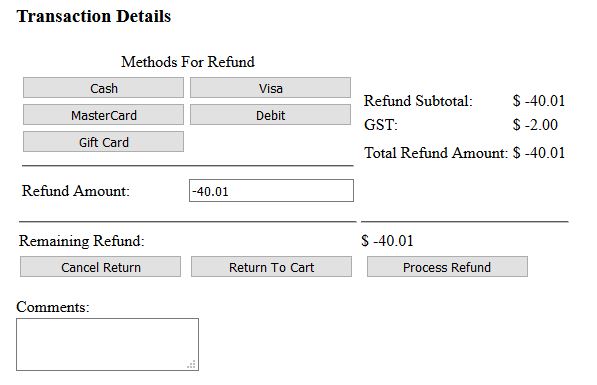 Transaction Details
Methods For Refund
Cash Visa
MasterCard Debit
Gift Card
Refund Subtotal: $ -40.01
GST: $ -2.00
Total Refund Amount: $ -40.01
Refund Amount: -40.01
Remaining Refund: $ -40.01
Cancel Return Return To Cart Process Refund
Comments: